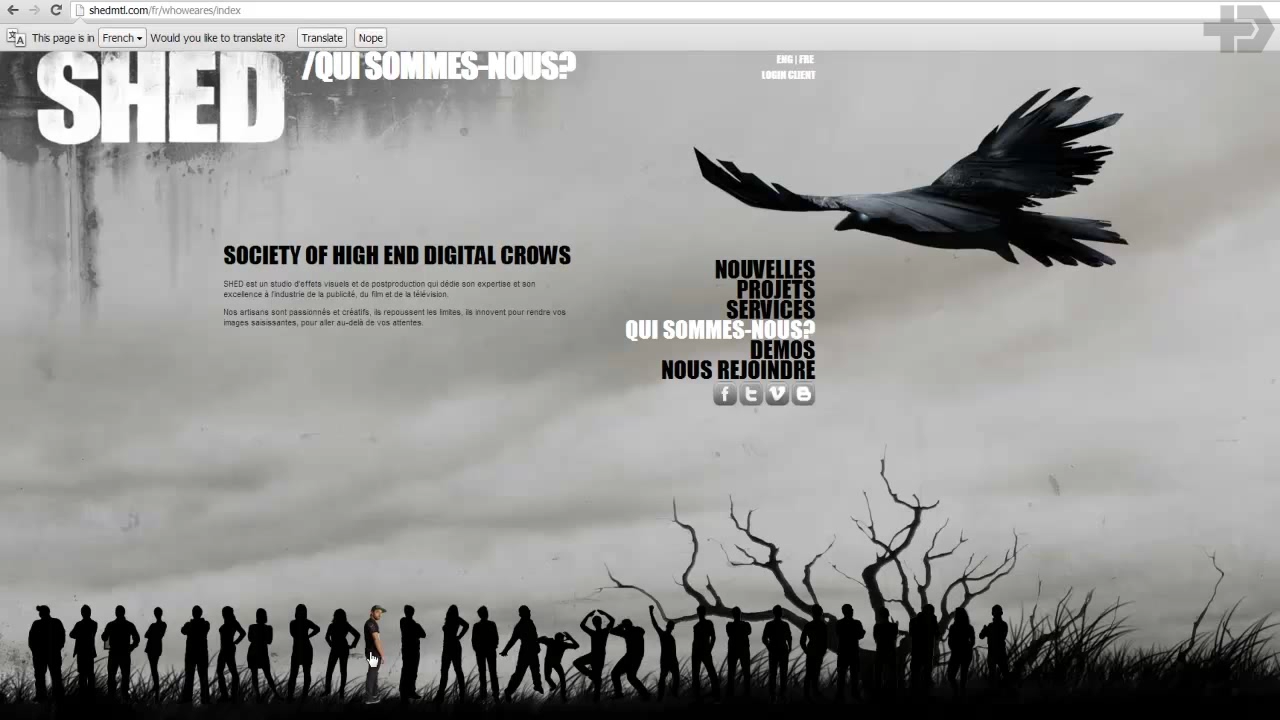 shedmtl.com/fr/whoweares/index
This page is in French Would you like to translate it? Translate Nope
SHED
/QUI SOMMES-NOUS?
ENG | FRE
LOGIN CLIENT
SOCIETY OF HIGH END DIGITAL CROWS
SHED est un studio d'effets visuels et de postproduction qui dédie son expertise et son
excellence à l'industrie de la publicité, du film et de la télévision.
Nos artisans sont passionnés et créatifs, ils repoussent les limites, ils innovent pour rendre vos
images saisissantes, pour aller au-delà de vos attentes.
NOUVELLES
PROJETS
SERVICES
QUI SOMMES-NOUS?
DEMOS
NOUS REJOINDRE